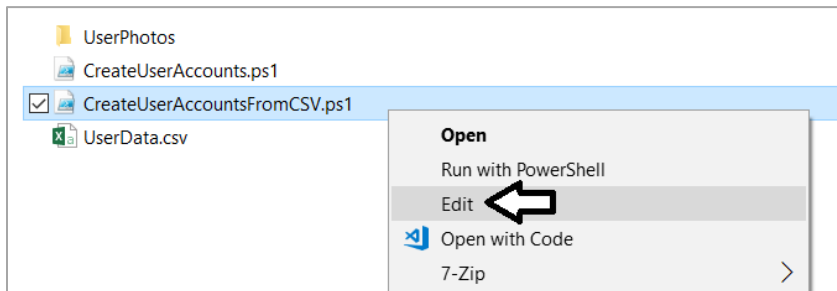 UserPhotos
CreateUserAccounts.ps1
CreateUserAccountsFromCSV.ps1
UserData.csv
Open
Run with PowerShell
Edit
Open with Code
7-Zip